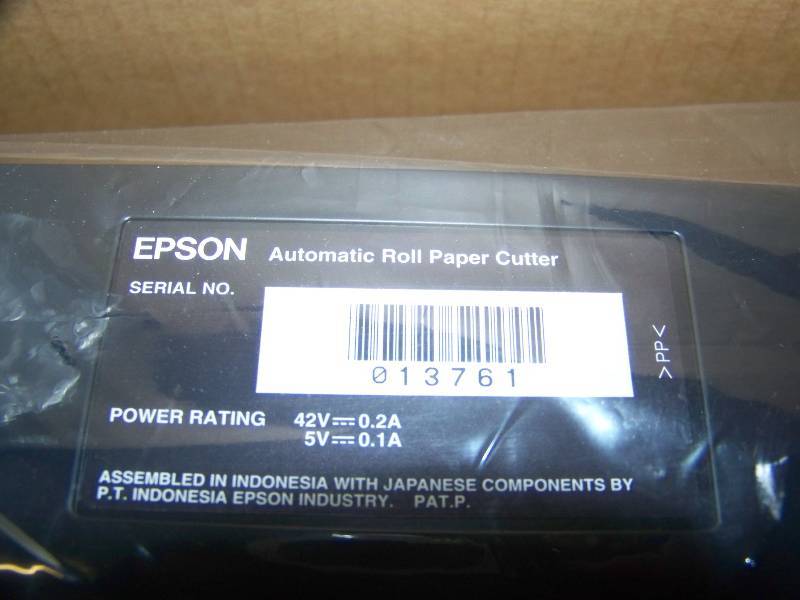 EPSON Automatic Roll Paper Cutter
SERIAL NO.
013761
>PP<
POWER RATING 42V⎓0.2A
5V⎓0.1A
ASSEMBLED IN INDONESIA WITH JAPANESE COMPONENTS BY
P.T. INDONESIA EPSON INDUSTRY. PAT.P.